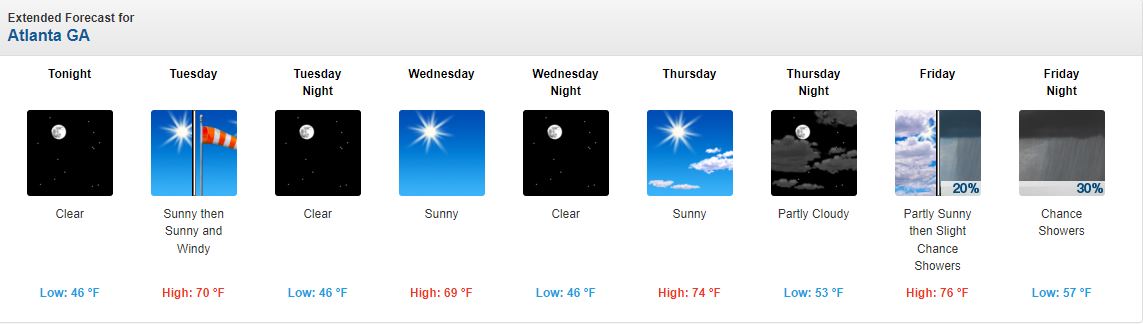 Extended Forecast for
Atlanta GA
Tonight
Clear
Low: 46 °F
Tuesday
Sunny then
Sunny and
Windy
High: 70 °F
Tuesday
Night
Clear
Low: 46 °F
Wednesday
Sunny
High: 69 °F
Wednesday
Night
Clear
Low: 46 °F
Thursday
Sunny
High: 74 °F
Thursday
Night
Partly Cloudy
Low: 53 °F
Friday
20%
Partly Sunny
then Slight
Chance
Showers
High: 76 °F
Friday
Night
30%
Chance
Showers
Low: 57 °F